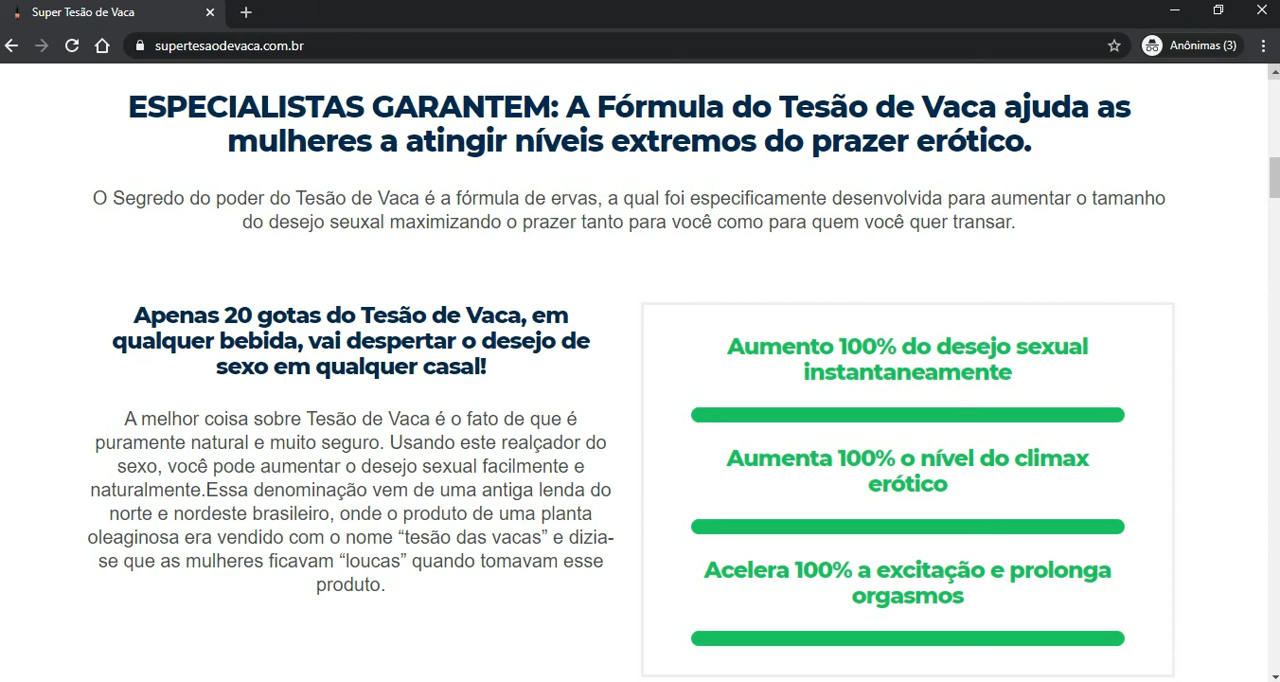 Super Tesão de Vaca
supertesaodevaca.com.br
Anônimas (3)
ESPECIALISTAS GARANTEM: A Fórmula do Tesão de Vaca ajuda as
mulheres a atingir níveis extremos do prazer erótico.
O Segredo do poder do Tesão de Vaca é a fórmula de ervas, a qual foi especificamente desenvolvida para aumentar o tamanho
do desejo seuxal maximizando o prazer tanto para você como para quem você quer transar.
Apenas 20 gotas do Tesão de Vaca, em
qualquer bebida, vai despertar o desejo de
sexo em qualquer casal!
A melhor coisa sobre Tesão de Vaca é o fato de que é
puramente natural e muito seguro. Usando este realçador do
sexo, você pode aumentar o desejo sexual facilmente e
naturalmente.Essa denominação vem de uma antiga lenda do
norte e nordeste brasileiro, onde o produto de uma planta
oleaginosa era vendido com o nome “tesão das vacas” e dizia-
se que as mulheres ficavam “loucas” quando tomavam esse
produto.
Aumento 100% do desejo sexual
instantaneamente
Aumenta 100% o nível do climax
erótico
Acelera 100% a excitação e prolonga
orgasmos